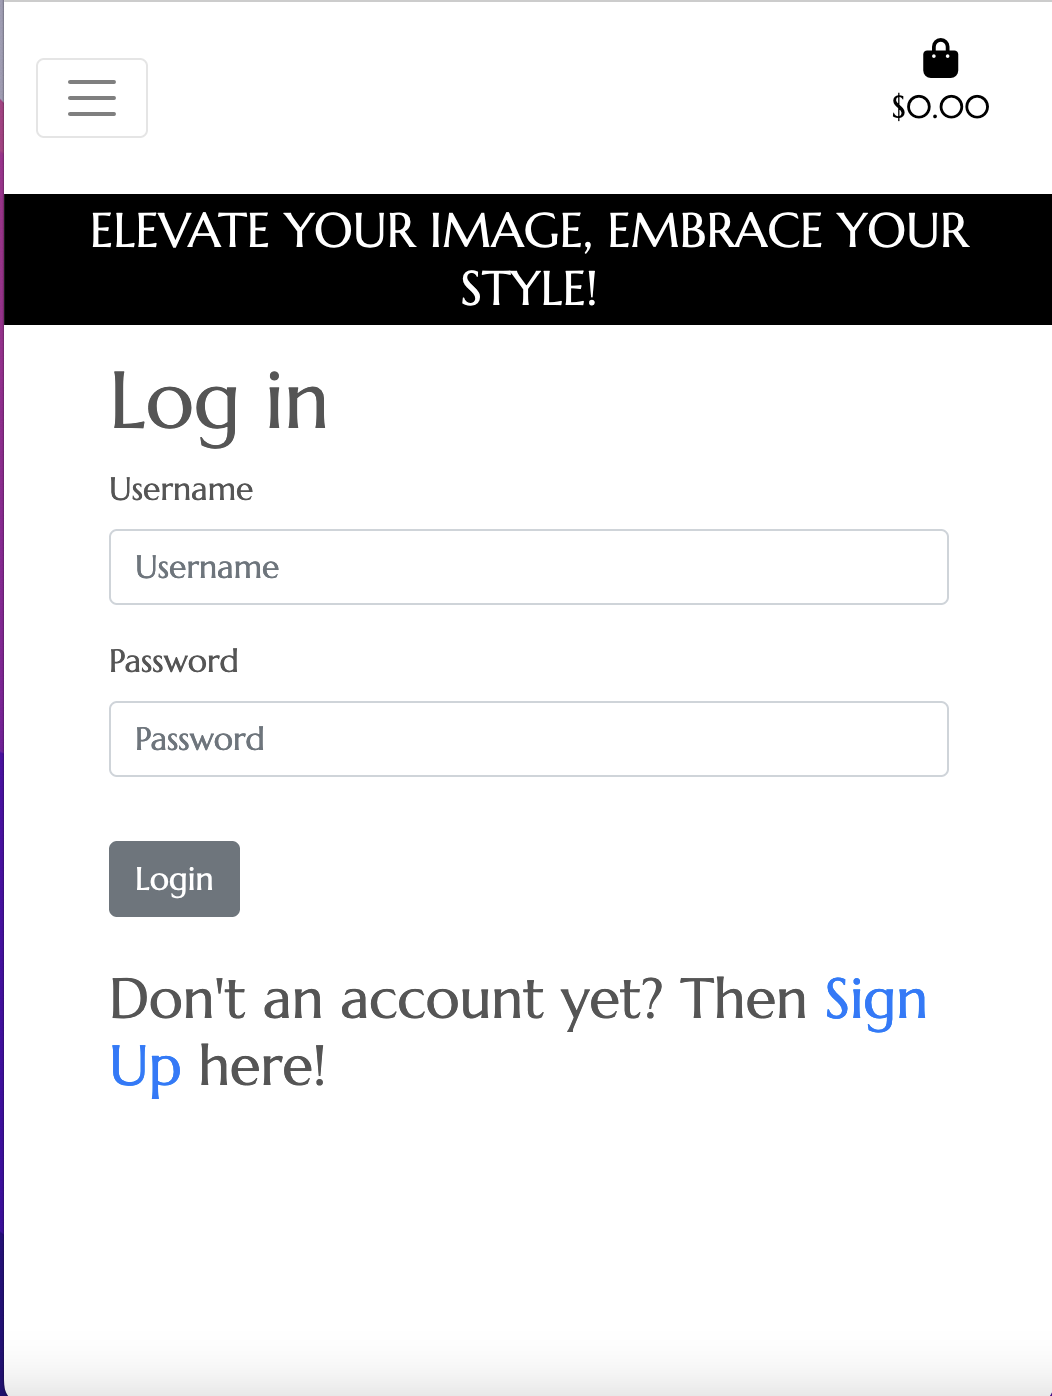 $0.00
ELEVATE YOUR IMAGE, EMBRACE YOUR
STYLE!
Log in
Username
Username
Password
Password
Login
Don't an account yet? Then Sign
Up here!